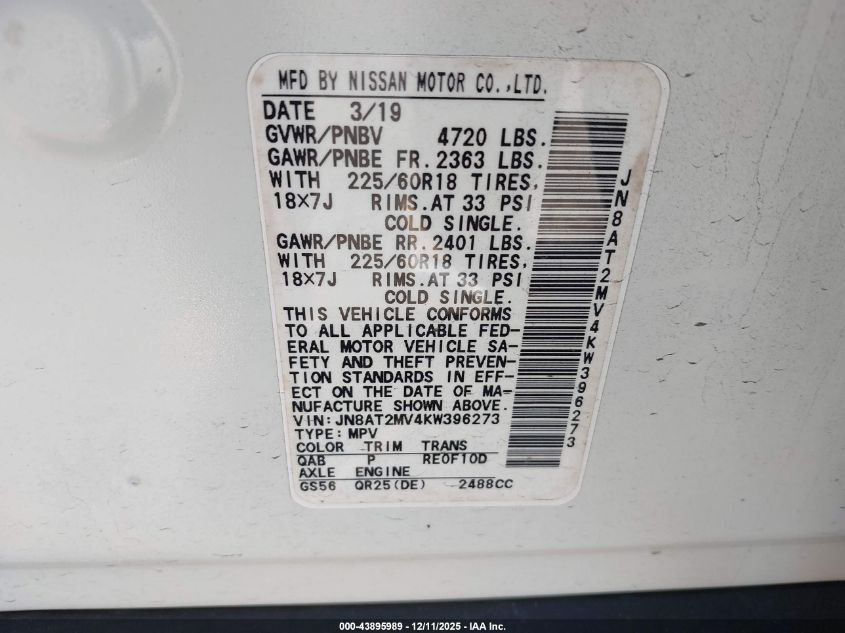 MFD BY NISSAN MOTOR CO.,LTD.
DATE 3/19
GVWR/PNBV 4720 LBS.
GAWR/PNBE FR. 2363 LBS.
WITH 225/60R18 TIRES,
18×7J RIMS.AT 33 PSI
COLD SINGLE.
GAWR/PNBE RR. 2401 LBS.
WITH 225/60R18 TIRES,
18×7J RIMS.AT 33 PSI
COLD SINGLE.
THIS VEHICLE CONFORMS
TO ALL APPLICABLE FED-
ERAL MOTOR VEHICLE SA-
FETY AND THEFT PREVEN-
TION STANDARDS IN EFF-
ECT ON THE DATE OF MA-
NUFACTURE SHOWN ABOVE.
VIN:JN8AT2MV4KW396273
TYPE:MPV
COLOR TRIM TRANS
QAB P RE0F10D
AXLE ENGINE
GS56 QR25(DE) 2488CC
JN8AT2MV4KW396273
000-43895989 - 12/11/2025 - IAA Inc.